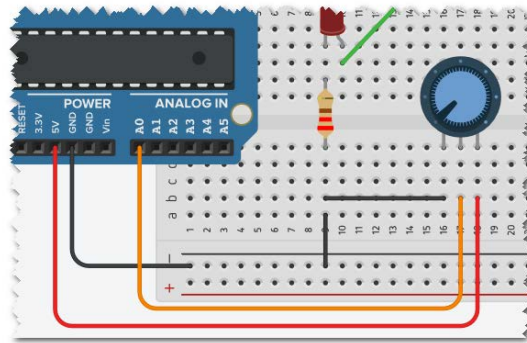 POWER
ANALOG IN
RESET
3.3V
5V
GND
GND
Vin
A0
A1
A2
A3
A4
A5
e
d
c
b
a
1
2
3
4
5
6
7
8
9
10
11
12
13
14
15
16
17
18
19
20
−
+